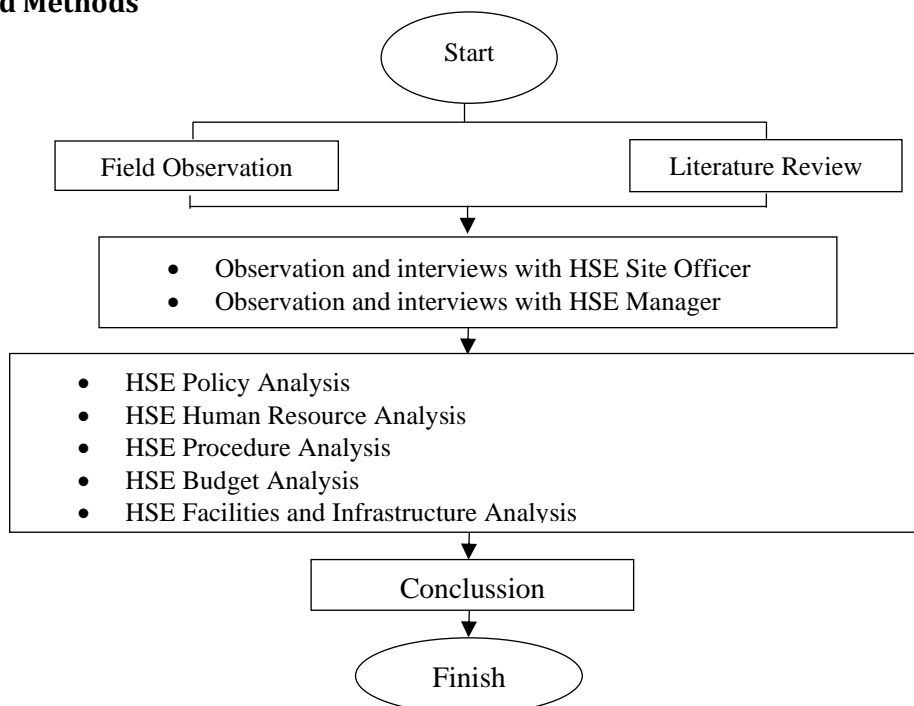 d Methods
Start
Field Observation
Literature Review
• Observation and interviews with HSE Site Officer
• Observation and interviews with HSE Manager
• HSE Policy Analysis
• HSE Human Resource Analysis
• HSE Procedure Analysis
• HSE Budget Analysis
• HSE Facilities and Infrastructure Analysis
Conclussion
Finish